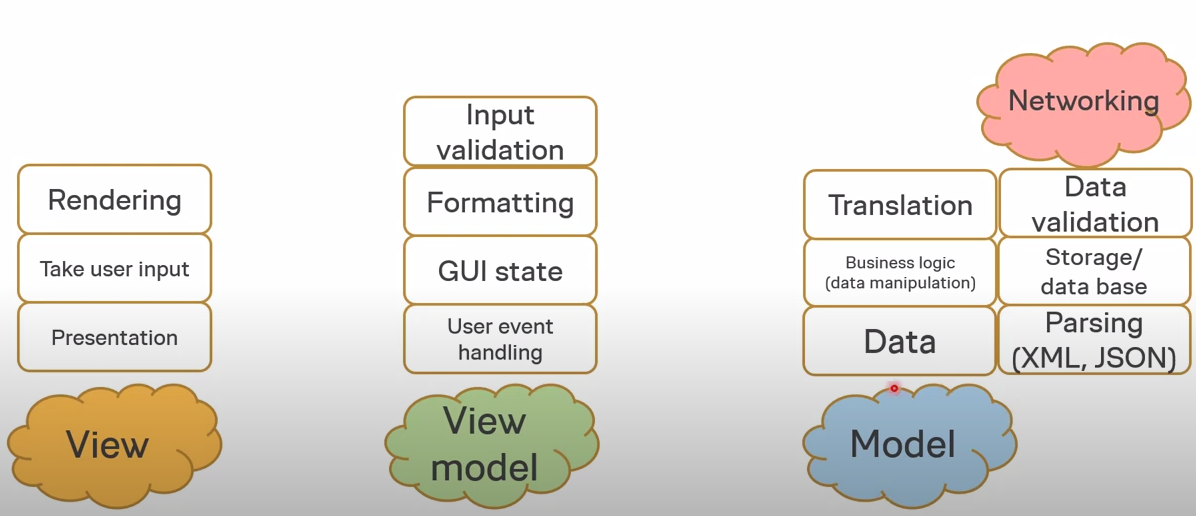 Rendering
Take user input
Presentation
View
Input
validation
Formatting
GUI state
User event
handling
View
model
Translation
Business logic
(data manipulation)
Data
Model
Networking
Data
validation
Storage/
data base
Parsing
(XML, JSON)